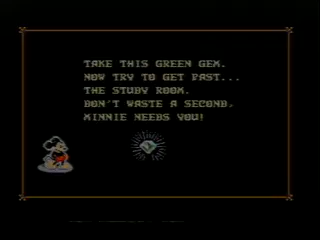 TAKE THIS GREEN GEM.
NOW TRY TO GET PAST...
THE STUDY ROOM.
DON'T WASTE A SECOND,
MINNIE NEEDS YOU!